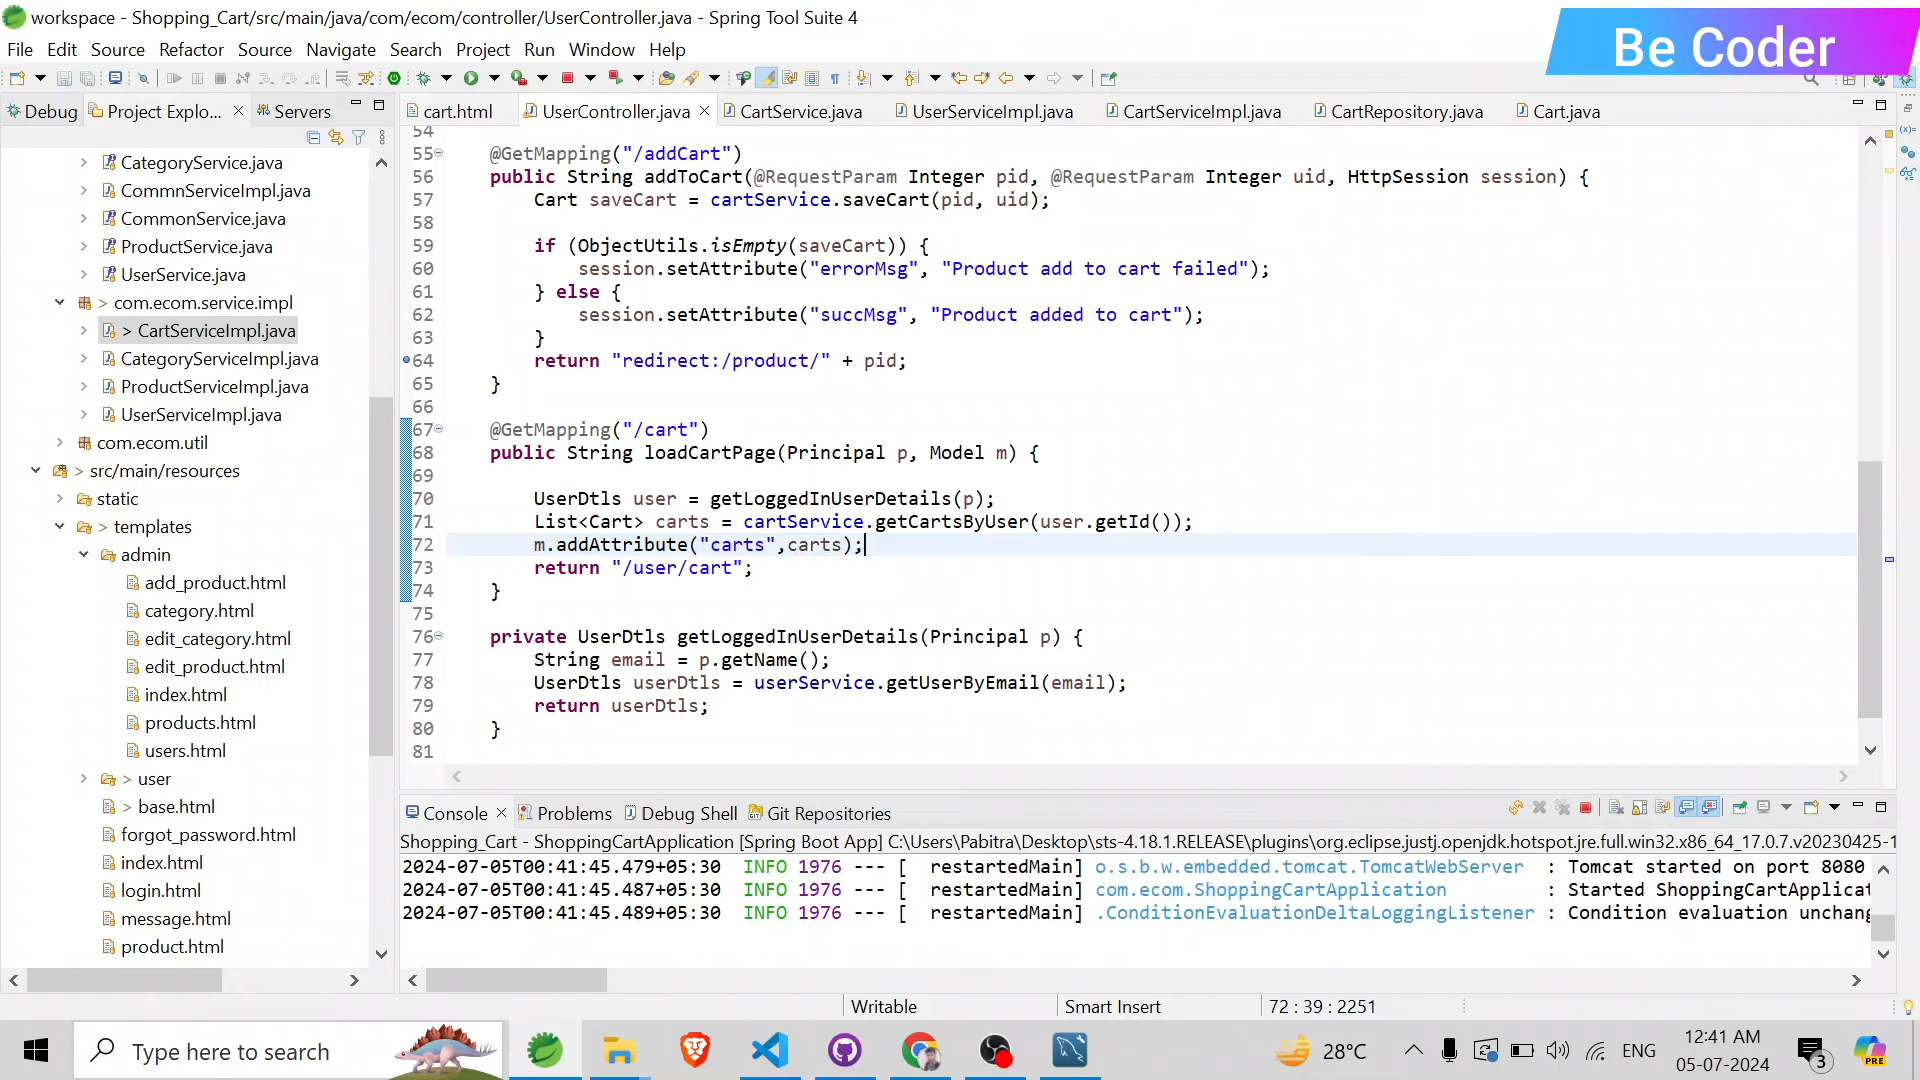 workspace - Shopping_Cart/src/main/java/com/ecom/controller/UserController.java - Spring Tool Suite 4
Be Coder
File Edit Source Refactor Source Navigate Search Project Run Window Help
Debug Project Explo... Servers
cart.html UserController.java CartService.java UserServiceImpl.java CartServiceImpl.java CartRepository.java Cart.java
CategoryService.java
CommnServiceImpl.java
CommonService.java
ProductService.java
UserService.java
> com.ecom.service.impl
> CartServiceImpl.java
CategoryServiceImpl.java
ProductServiceImpl.java
UserServiceImpl.java
com.ecom.util
> src/main/resources
static
> templates
admin
add_product.html
category.html
edit_category.html
edit_product.html
index.html
products.html
users.html
> user
> base.html
forgot_password.html
index.html
login.html
message.html
product.html
54
55 @GetMapping("/addCart")
56 public String addToCart(@RequestParam Integer pid, @RequestParam Integer uid, HttpSession session) {
57 Cart saveCart = cartService.saveCart(pid, uid);
58
59 if (ObjectUtils.isEmpty(saveCart)) {
60 session.setAttribute("errorMsg", "Product add to cart failed");
61 } else {
62 session.setAttribute("succMsg", "Product added to cart");
63 }
64 return "redirect:/product/" + pid;
65 }
66
67 @GetMapping("/cart")
68 public String loadCartPage(Principal p, Model m) {
69
70 UserDtls user = getLoggedInUserDetails(p);
71 List<Cart> carts = cartService.getCartsByUser(user.getId());
72 m.addAttribute("carts",carts);
73 return "/user/cart";
74 }
75
76 private UserDtls getLoggedInUserDetails(Principal p) {
77 String email = p.getName();
78 UserDtls userDtls = userService.getUserByEmail(email);
79 return userDtls;
80 }
81
Console Problems Debug Shell Git Repositories
Shopping_Cart - ShoppingCartApplication [Spring Boot App] C:\Users\Pabitra\Desktop\sts-4.18.1.RELEASE\plugins\org.eclipse.justj.openjdk.hotspot.jre.full.win32.x86_64_17.0.7.v20230425-1
2024-07-05T00:41:45.479+05:30 INFO 1976 --- [ restartedMain] o.s.b.w.embedded.tomcat.TomcatWebServer : Tomcat started on port 8080
2024-07-05T00:41:45.487+05:30 INFO 1976 --- [ restartedMain] com.ecom.ShoppingCartApplication : Started ShoppingCartApplicat
2024-07-05T00:41:45.489+05:30 INFO 1976 --- [ restartedMain] .ConditionEvaluationDeltaLoggingListener : Condition evaluation unchang
Writable Smart Insert 72 : 39 : 2251
Type here to search
28°C ENG 12:41 AM
05-07-2024
3
PRE